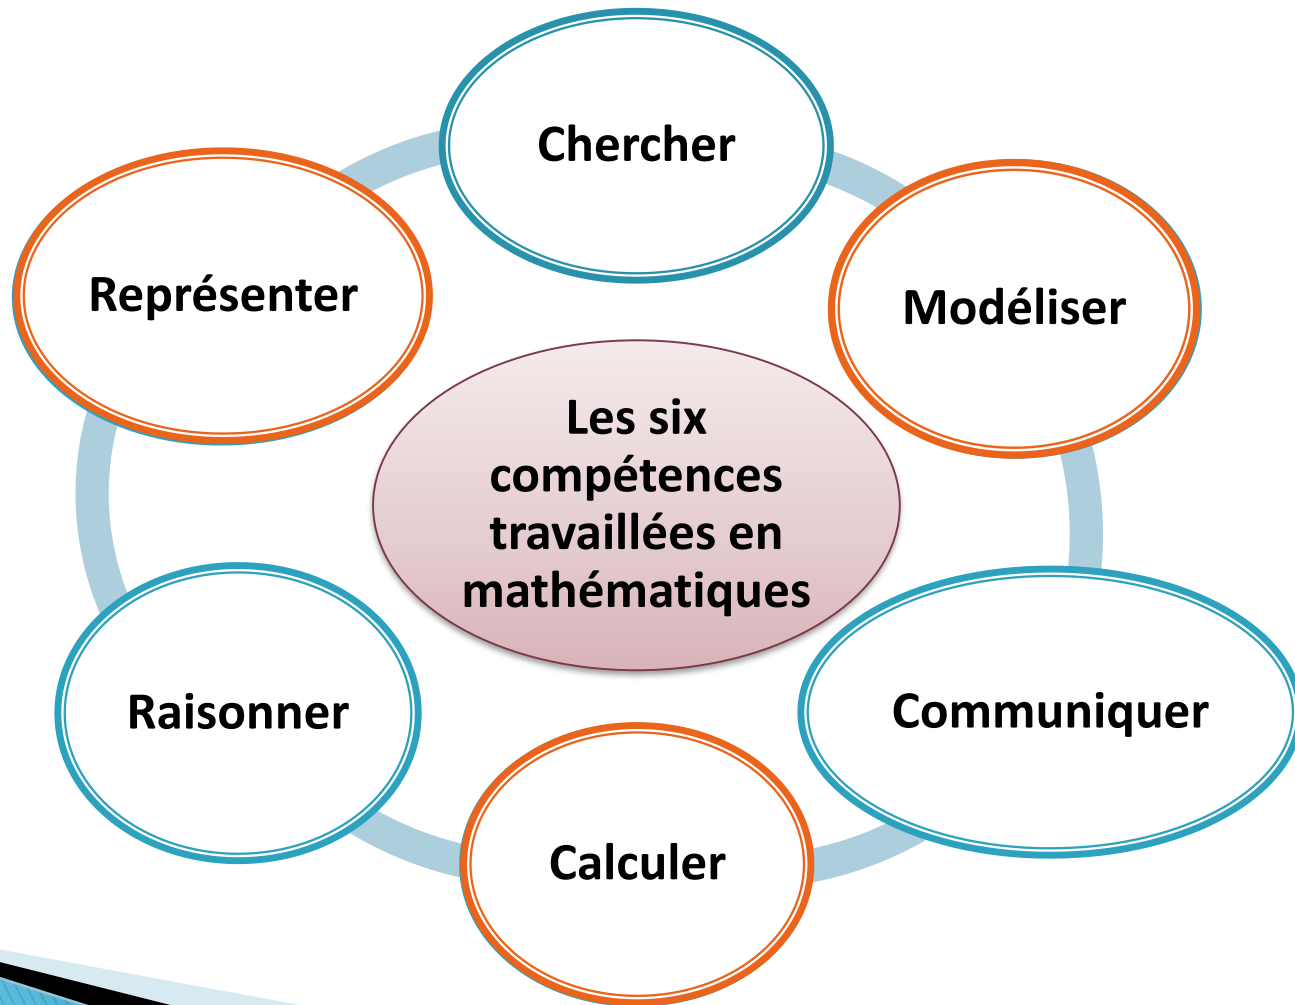 Chercher
Représenter
Modéliser
Les six
compétences
travaillées en
mathématiques
Raisonner
Communiquer
Calculer